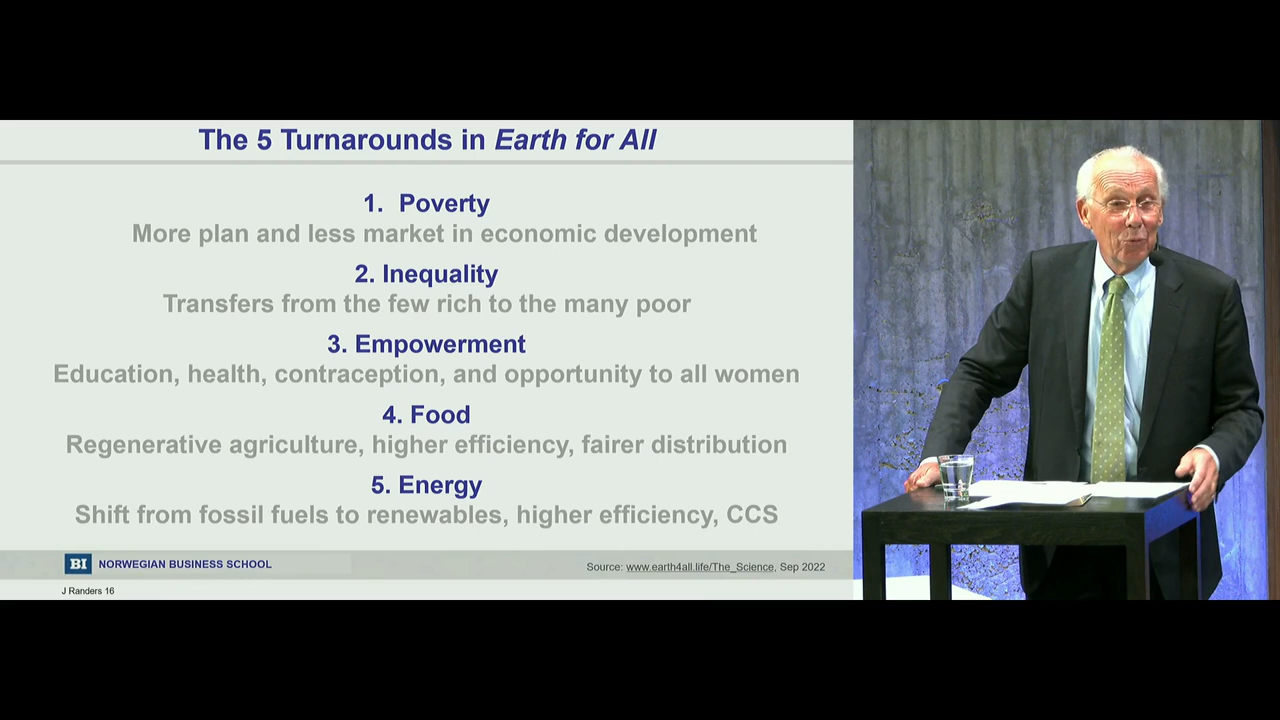 The 5 Turnarounds in Earth for All
1. Poverty
More plan and less market in economic development
2. Inequality
Transfers from the few rich to the many poor
3. Empowerment
Education, health, contraception, and opportunity to all women
4. Food
Regenerative agriculture, higher efficiency, fairer distribution
5. Energy
Shift from fossil fuels to renewables, higher efficiency, CCS
BI NORWEGIAN BUSINESS SCHOOL
Source: www.earth4all.life/The_Science, Sep 2022
J Randers 16